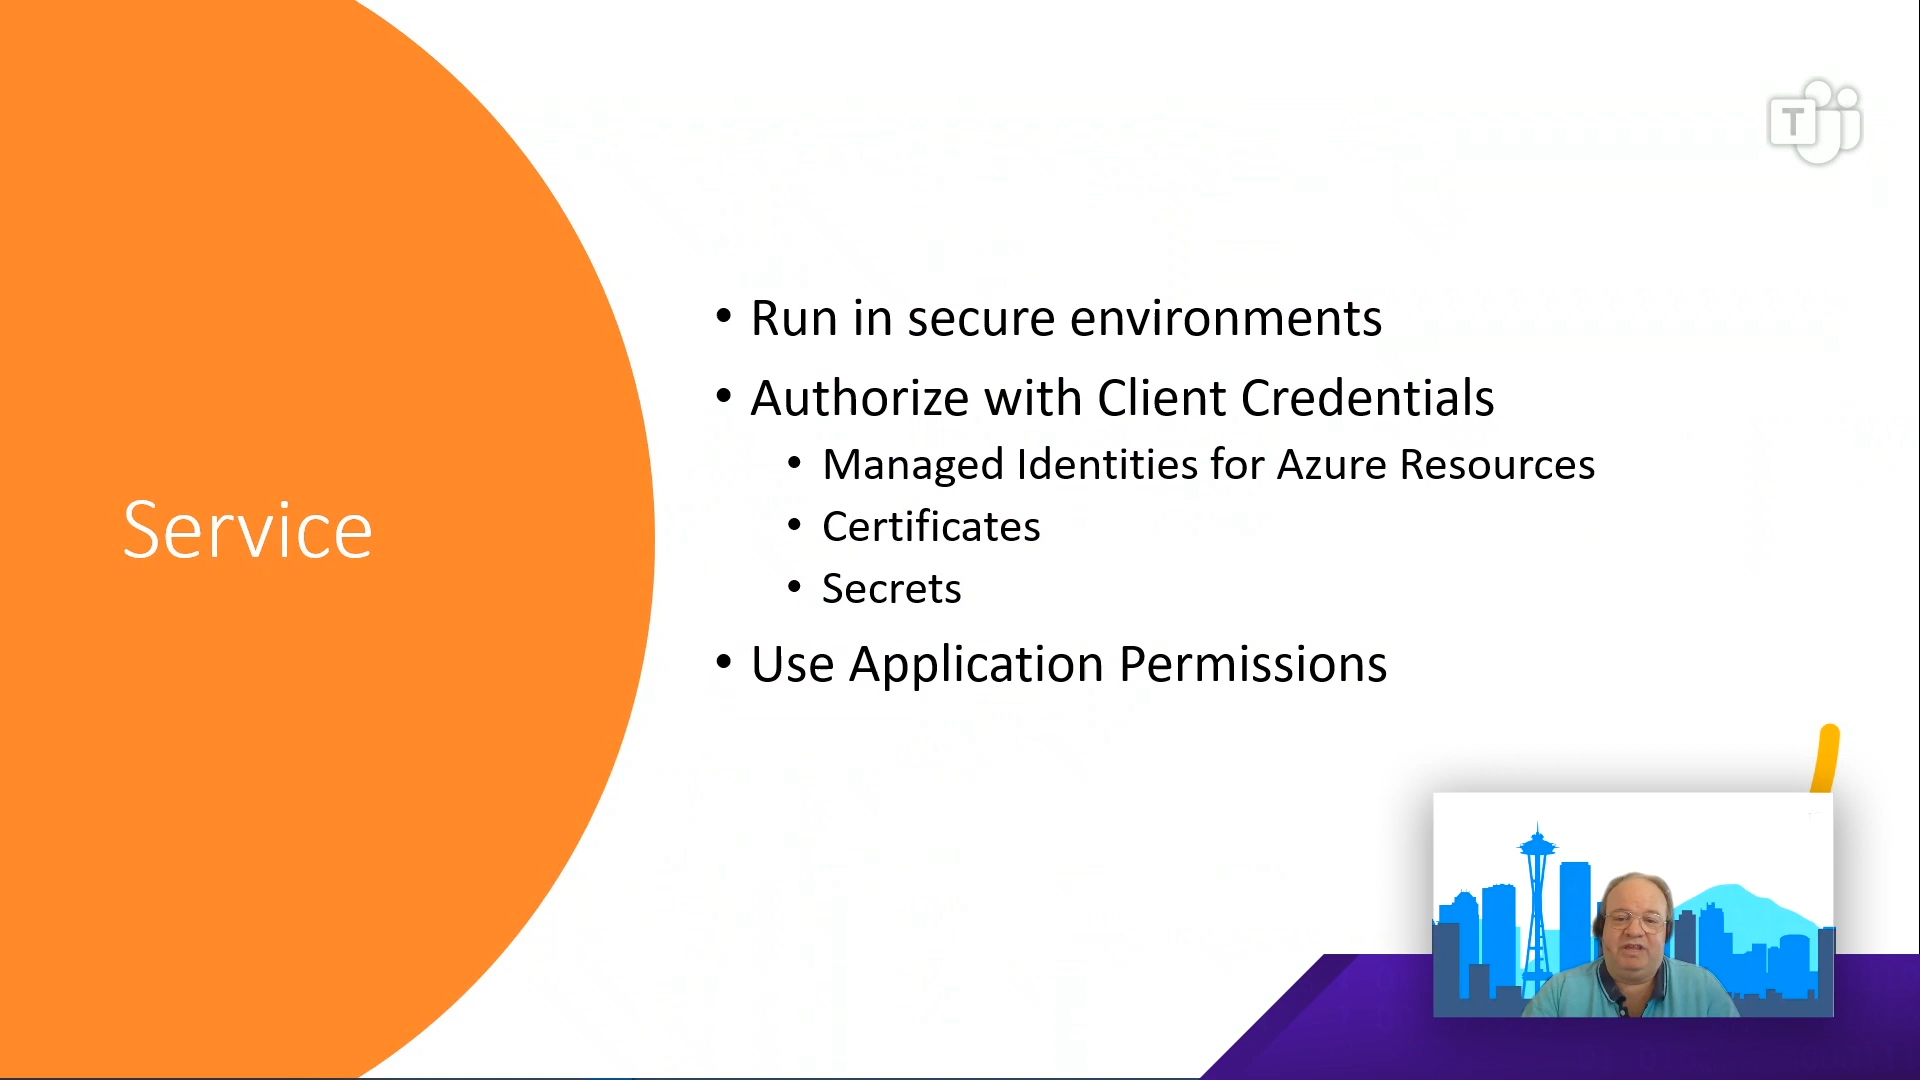 Service
• Run in secure environments
• Authorize with Client Credentials
• Managed Identities for Azure Resources
• Certificates
• Secrets
• Use Application Permissions
T